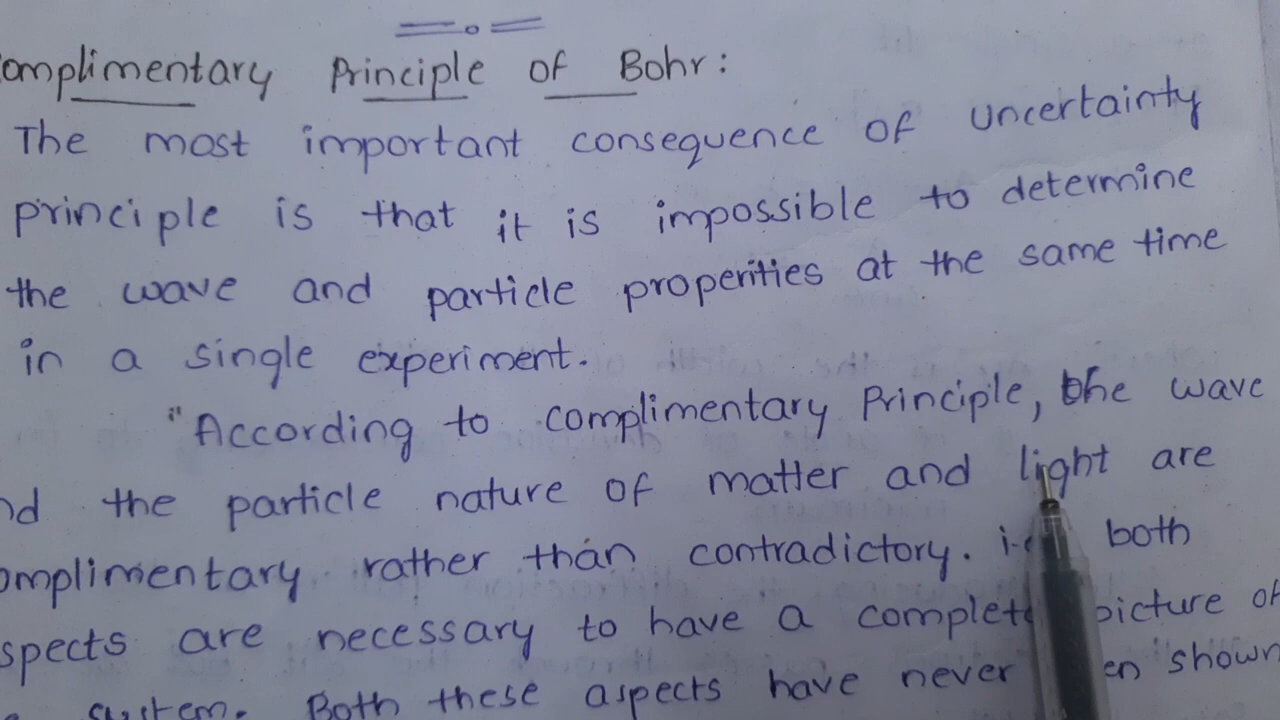 omplimentary Principle of Bohr:
The most important consequence of uncertainty
principle is that it is impossible to determine
the wave and particle properities at the same time
in a single experiment.
"According to complimentary Principle, the wave
nd the particle nature of matter and light are
omplimentary rather than contradictory. i.e both
spects are necessary to have a complete picture of
system. Both these aspects have never en shown